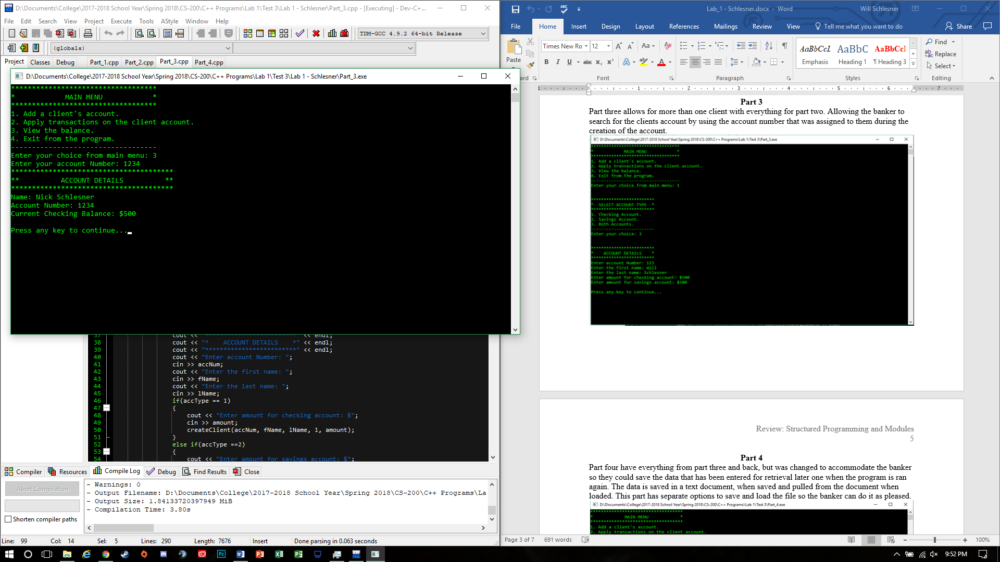 D:\Documents\College\2017-2018 School Year\Spring 2018\CS-200\C++ Programs\Lab 1\Test 3\Lab 1 - Schlesner\Part_3.cpp - [Executing] - Dev-C+...
File Edit Search View Project Execute Tools AStyle Window Help
TDM-GCC 4.9.2 64-bit Release
(globals)
Project Classes Debug Part_1.cpp Part_2.cpp Part_3.cpp Part_4.cpp
D:\Documents\College\2017-2018 School Year\Spring 2018\CS-200\C++ Programs\Lab 1\Test 3\Lab 1 - Schlesner\Part_3.exe
***********************************
* MAIN MENU *
***********************************
1. Add a client's account.
2. Apply transactions on the client account.
3. View the balance.
4. Exit from the program.
-----------------------------------
Enter your choice from main menu: 3
Enter your account Number: 1234
***************************************
** ACCOUNT DETAILS **
***************************************
Name: Nick Schlesner
Account Number: 1234
Current Checking Balance: $500
Press any key to continue...
37 cout << "*************************" << endl;
38 cout << "* ACCOUNT DETAILS *" << endl;
39 cout << "*************************" << endl;
40 cout << "Enter account Number: ";
41 cin >> accNum;
42 cout << "Enter the first name: ";
43 cin >> fName;
44 cout << "Enter the last name: ";
45 cin >> lName;
46 if(accType == 1)
47 {
48 cout << "Enter amount for checking account: $";
49 cin >> amount;
50 createClient(accNum, fName, lName, 1, amount);
51 }
52 else if(accType ==2)
53 {
54 cout << "Enter amount for savings account: $";
Compiler Resources Compile Log Debug Find Results Close
Abort Compilation
Shorten compiler paths
- Warnings: 0
- Output Filename: D:\Documents\College\2017-2018 School Year\Spring 2018\CS-200\C++ Programs\La
- Output Size: 1.84133720397949 MiB
- Compilation Time: 3.80s
Line: 99 Col: 14 Sel: 5 Lines: 290 Length: 7676 Insert Done parsing in 0.063 seconds
Lab_1 - Schlesner.docx - Word Will Schlesner
File Home Insert Design Layout References Mailings Review View Tell me what you want to do Share
Paste
Times New Ro 12 Aa
B I U abc x₂ x² A A
Font Paragraph Styles Editing
AaBbCcL AaBbC AaBbCc
Emphasis Heading 1 ¶ Heading 3
Find
Replace
Select
1 1 2 3 4 5 6 7
Part 3
Part three allows for more than one client with everything for part two. Allowing the banker to
search for the clients account by using the account number that was assigned to them during the
creation of the account.
D:\Documents\College\2017-2018 School Year\Spring 2018\CS-200\C++ Programs\Lab 1\Test 3\Part_3.exe
***********************************
* MAIN MENU *
***********************************
1. Add a client's account.
2. Apply transactions on the client account.
3. View the balance.
4. Exit from the program.
-----------------------------------
Enter your choice from main menu: 1
*************************
* SELECT ACCOUNT TYPE *
*************************
1. Checking Account.
2. Savings Account.
3. Both Accounts.
-------------------------
Enter your choice: 3
*************************
* ACCOUNT DETAILS *
*************************
Enter account Number: 123
Enter the first name: Will
Enter the last name: Schlesner
Enter amount for checking account: $500
Enter amount for savings account: $500
Press any key to continue...
Review: Structured Programming and Modules
5
Part 4
Part four have everything from part three and back, but was changed to accommodate the banker
so they could save the data that has been entered for retrieval later one when the program is ran
again. The data is saved in a text document, when saved and pulled from the document when
loaded. This part has separate options to save and load the file so the banker can do it as pleased.
D:\Documents\College\2017-2018 School Year\Spring 2018\CS-200\C++ Programs\Lab 1\Test 3\Part_4.exe
***********************************
* MAIN MENU *
***********************************
1. Add a client's account.
2. Apply transactions on the client account.
Page 3 of 7 691 words 100%
9:52 PM